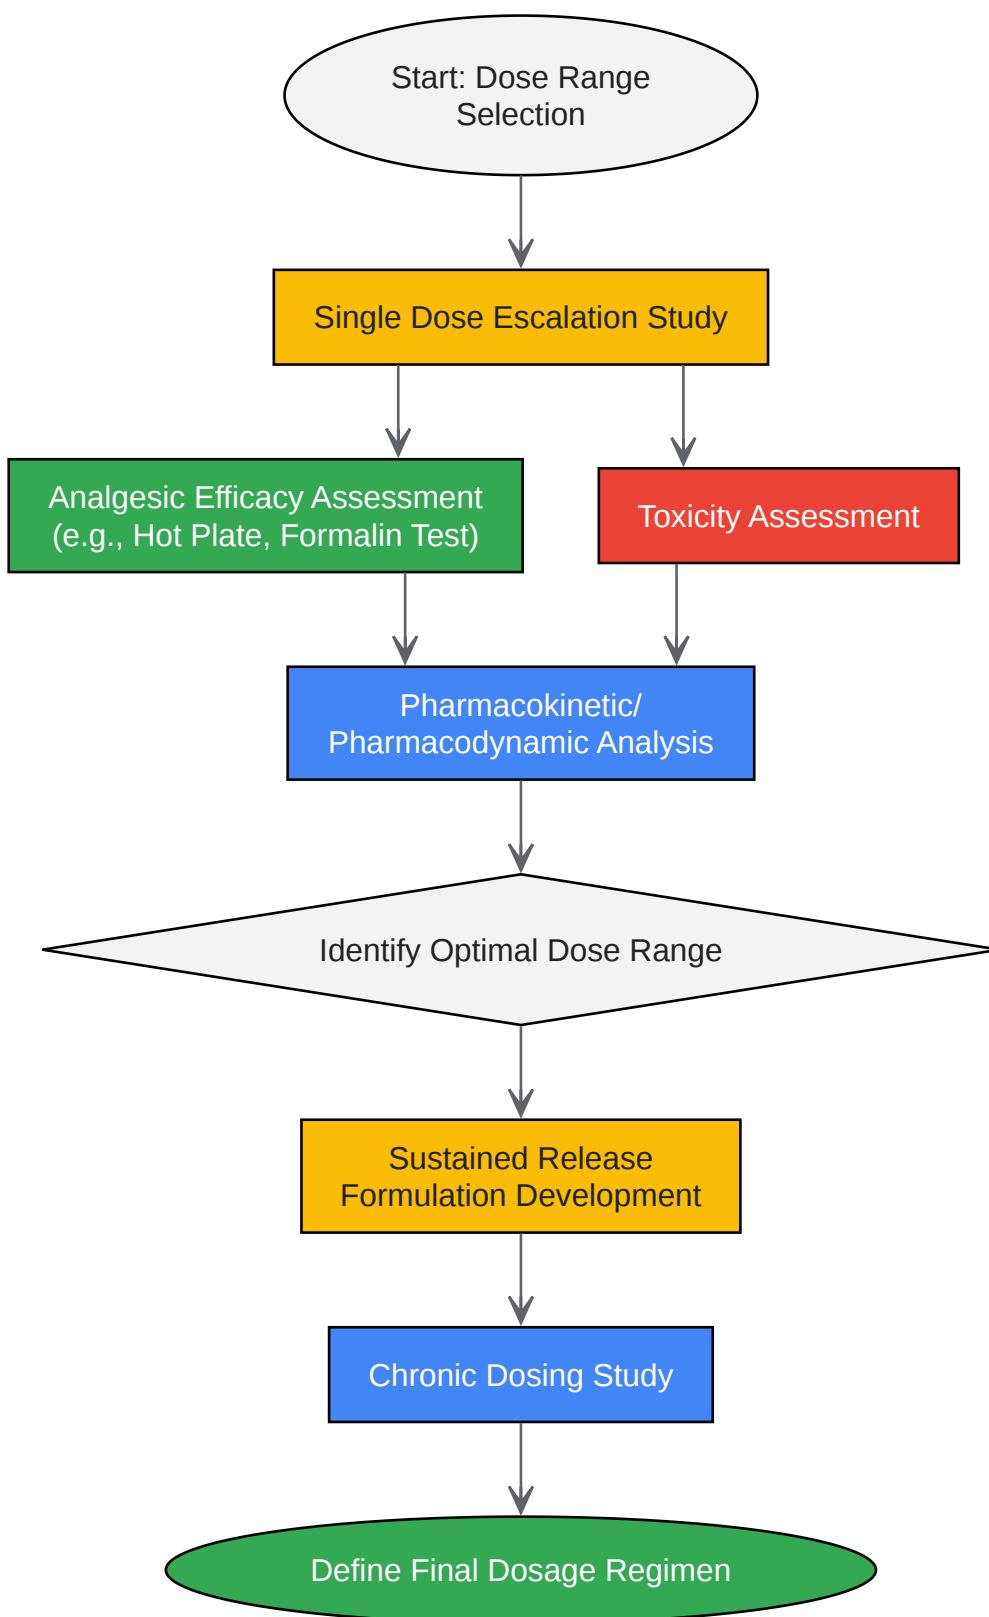 Start: Dose Range
Selection
Single Dose Escalation Study
Analgesic Efficacy Assessment
(e.g., Hot Plate, Formalin Test)
Toxicity Assessment
Pharmacokinetic/
Pharmacodynamic Analysis
Identify Optimal Dose Range
Sustained Release
Formulation Development
Chronic Dosing Study
Define Final Dosage Regimen